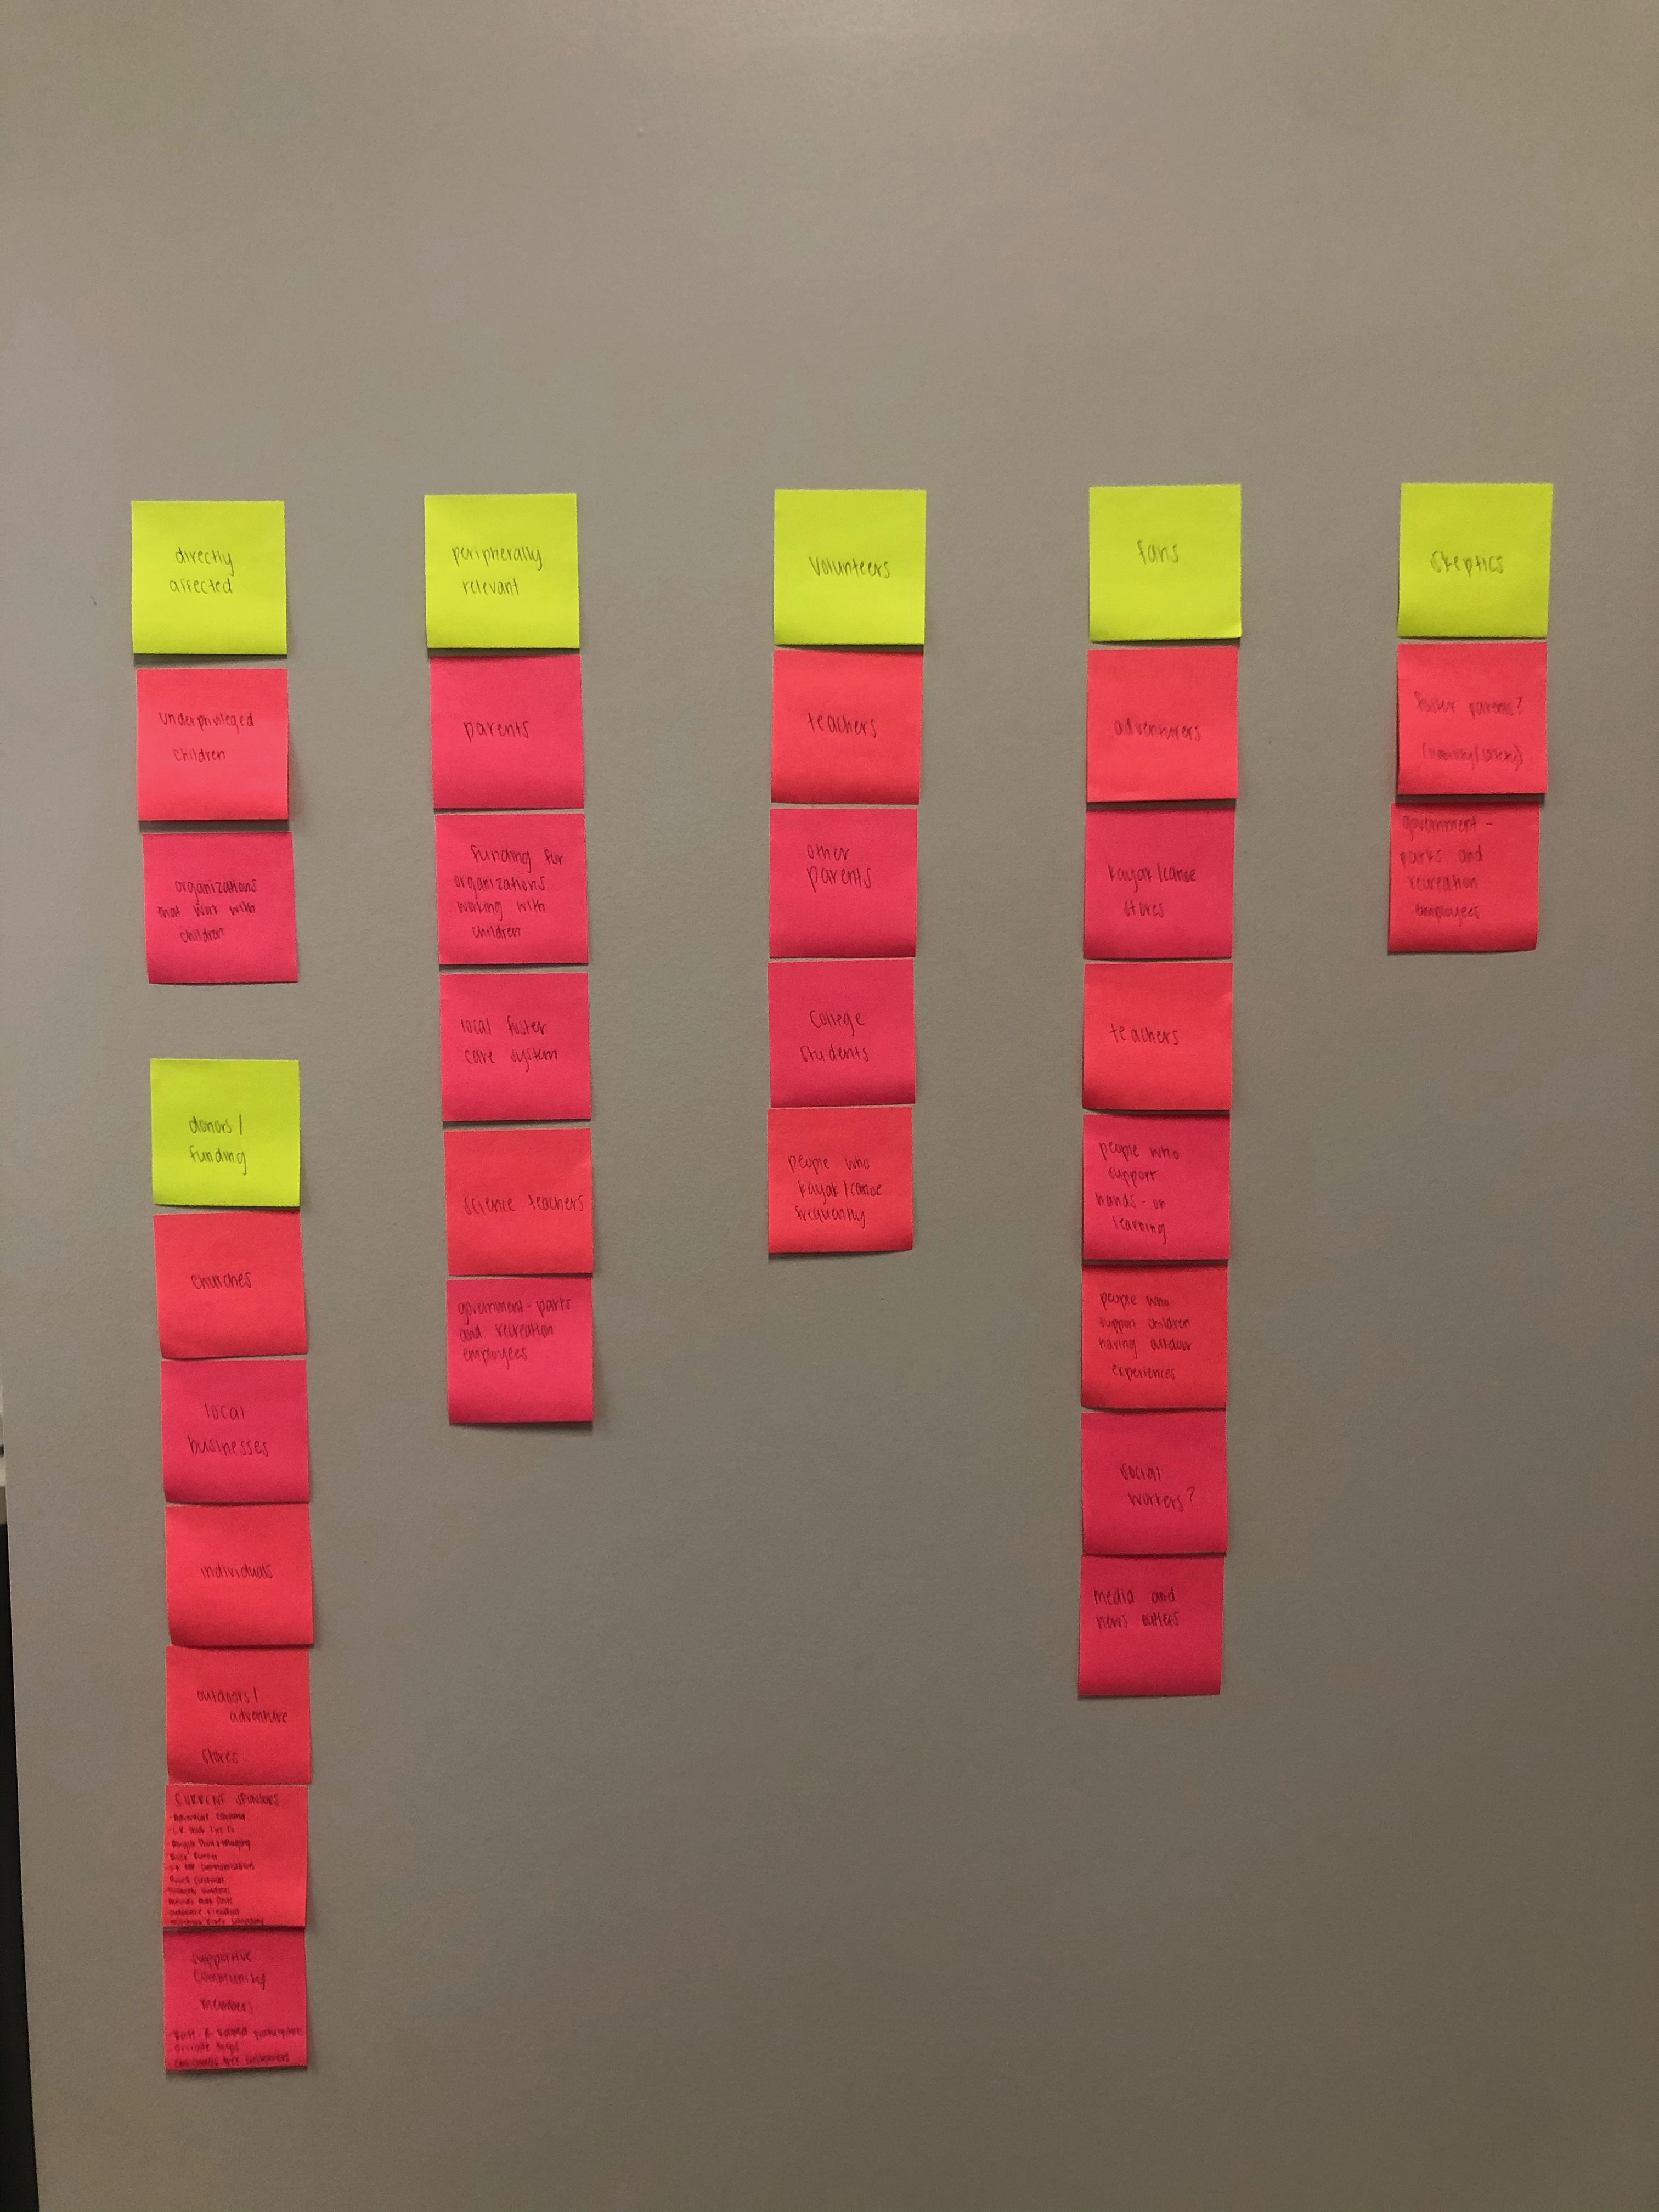 directly
affected
underprivileged
children
organizations
that work with
children
donors/
funding
churches
local
businesses
individuals
outdoors/
adventure
stores
CURRENT SPONSORS
supportive
community
members
peripherally
relevant
parents
funding for
organizations
working with
children
local foster
care system
science teachers
government - parks
and recreation
employees
Volunteers
teachers
other
parents
College
students
people who
kayak/canoe
frequently
fans
adventurers
kayak/canoe
stores
teachers
people who
support
hands-on
learning
people who
support children
having outdoor
experiences
social
workers?
media and
news outlets
skeptics
foster parents?
government -
parks and
recreation
employees